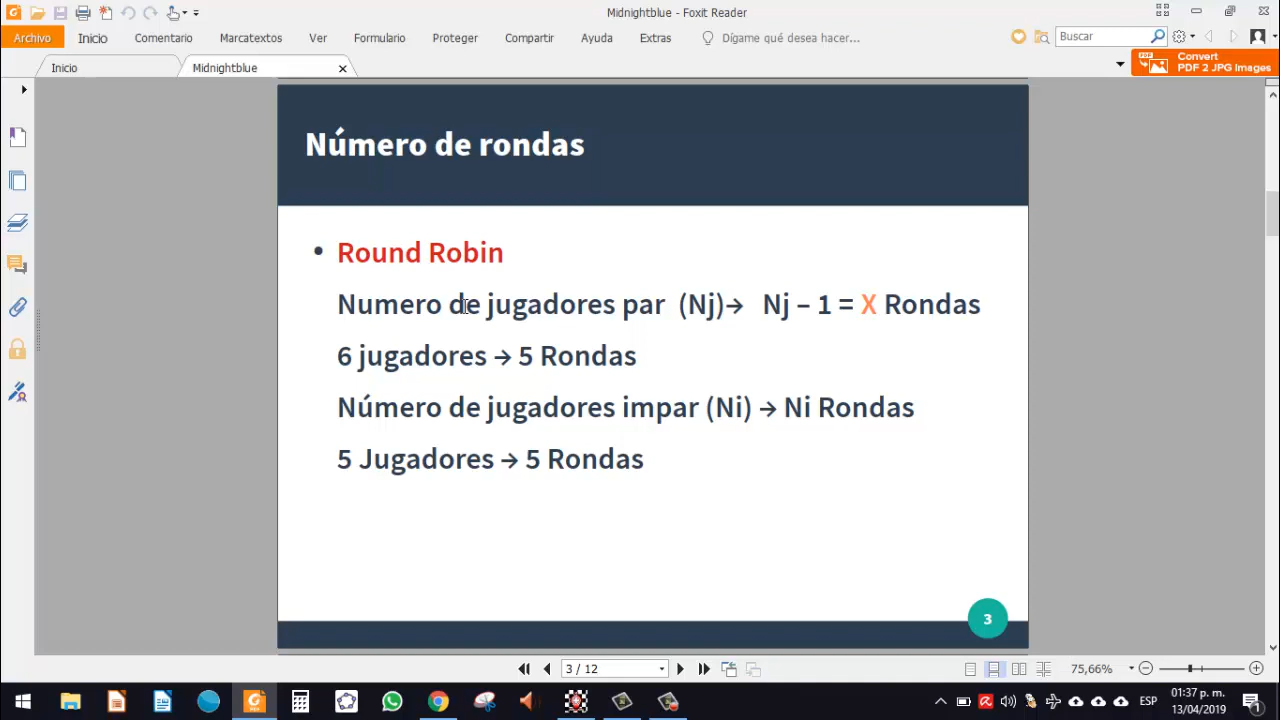 Midnightblue - Foxit Reader
Archivo Inicio Comentario Marcatextos Ver Formulario Proteger Compartir Ayuda Extras Dígame qué desea hacer... Buscar
Inicio Midnightblue
Convert
PDF 2 JPG Images
Número de rondas
• Round Robin
Numero de jugadores par (Nj)→ Nj – 1 = X Rondas
6 jugadores → 5 Rondas
Número de jugadores impar (Ni) → Ni Rondas
5 Jugadores → 5 Rondas
3
3 / 12 75,66%
ESP 01:37 p. m.
13/04/2019